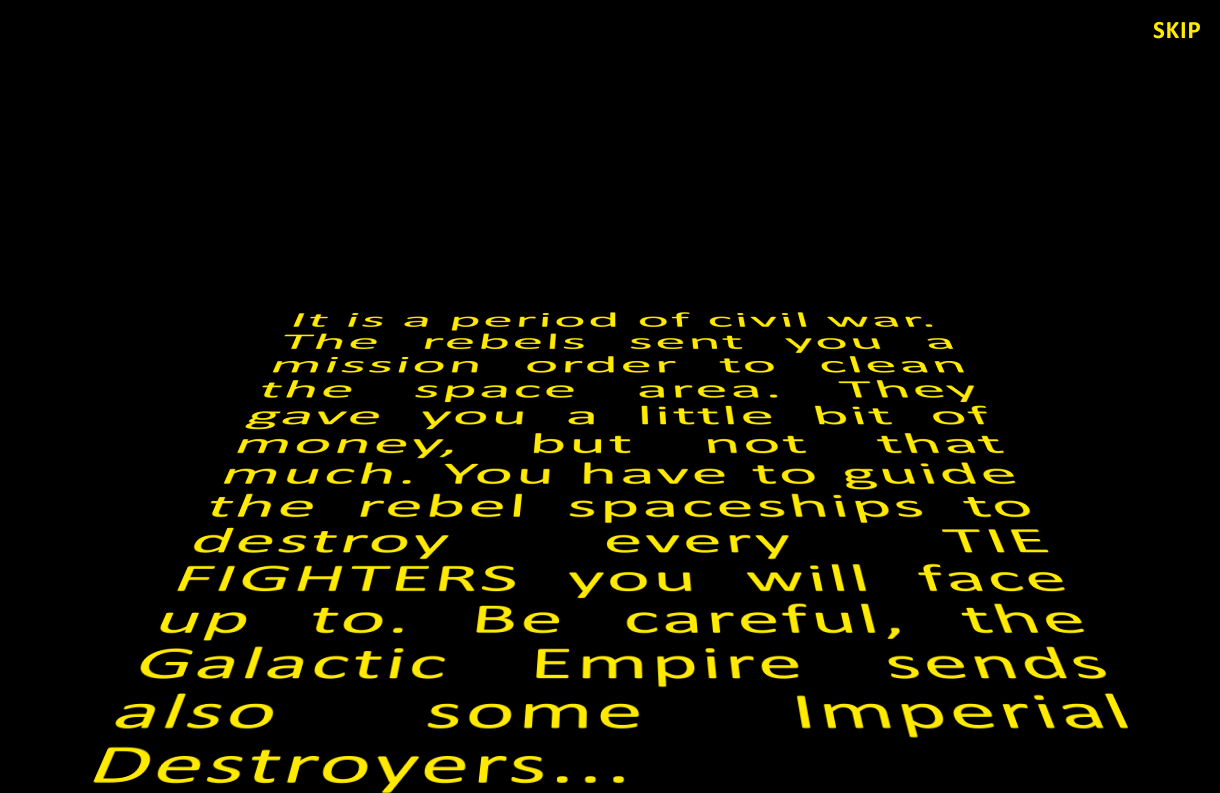 SKIP
It is a period of civil war.
The rebels sent you a
mission order to clean
the space area. They
gave you a little bit of
money, but not that
much. You have to guide
the rebel spaceships to
destroy every TIE
FIGHTERS you will face
up to. Be careful, the
Galactic Empire sends
also some Imperial
Destroyers...